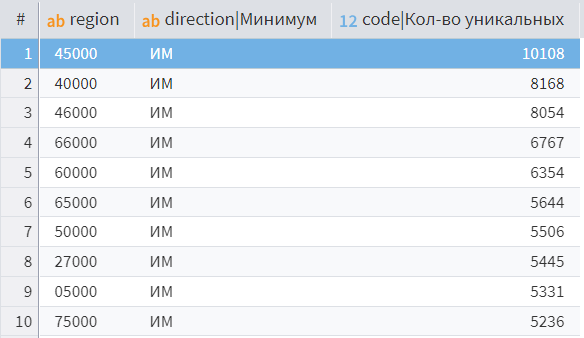 # ab region ab direction|Минимум 12 code|Кол-во уникальных
1 45000 ИМ 10108
2 40000 ИМ 8168
3 46000 ИМ 8054
4 66000 ИМ 6767
5 60000 ИМ 6354
6 65000 ИМ 5644
7 50000 ИМ 5506
8 27000 ИМ 5445
9 05000 ИМ 5331
10 75000 ИМ 5236